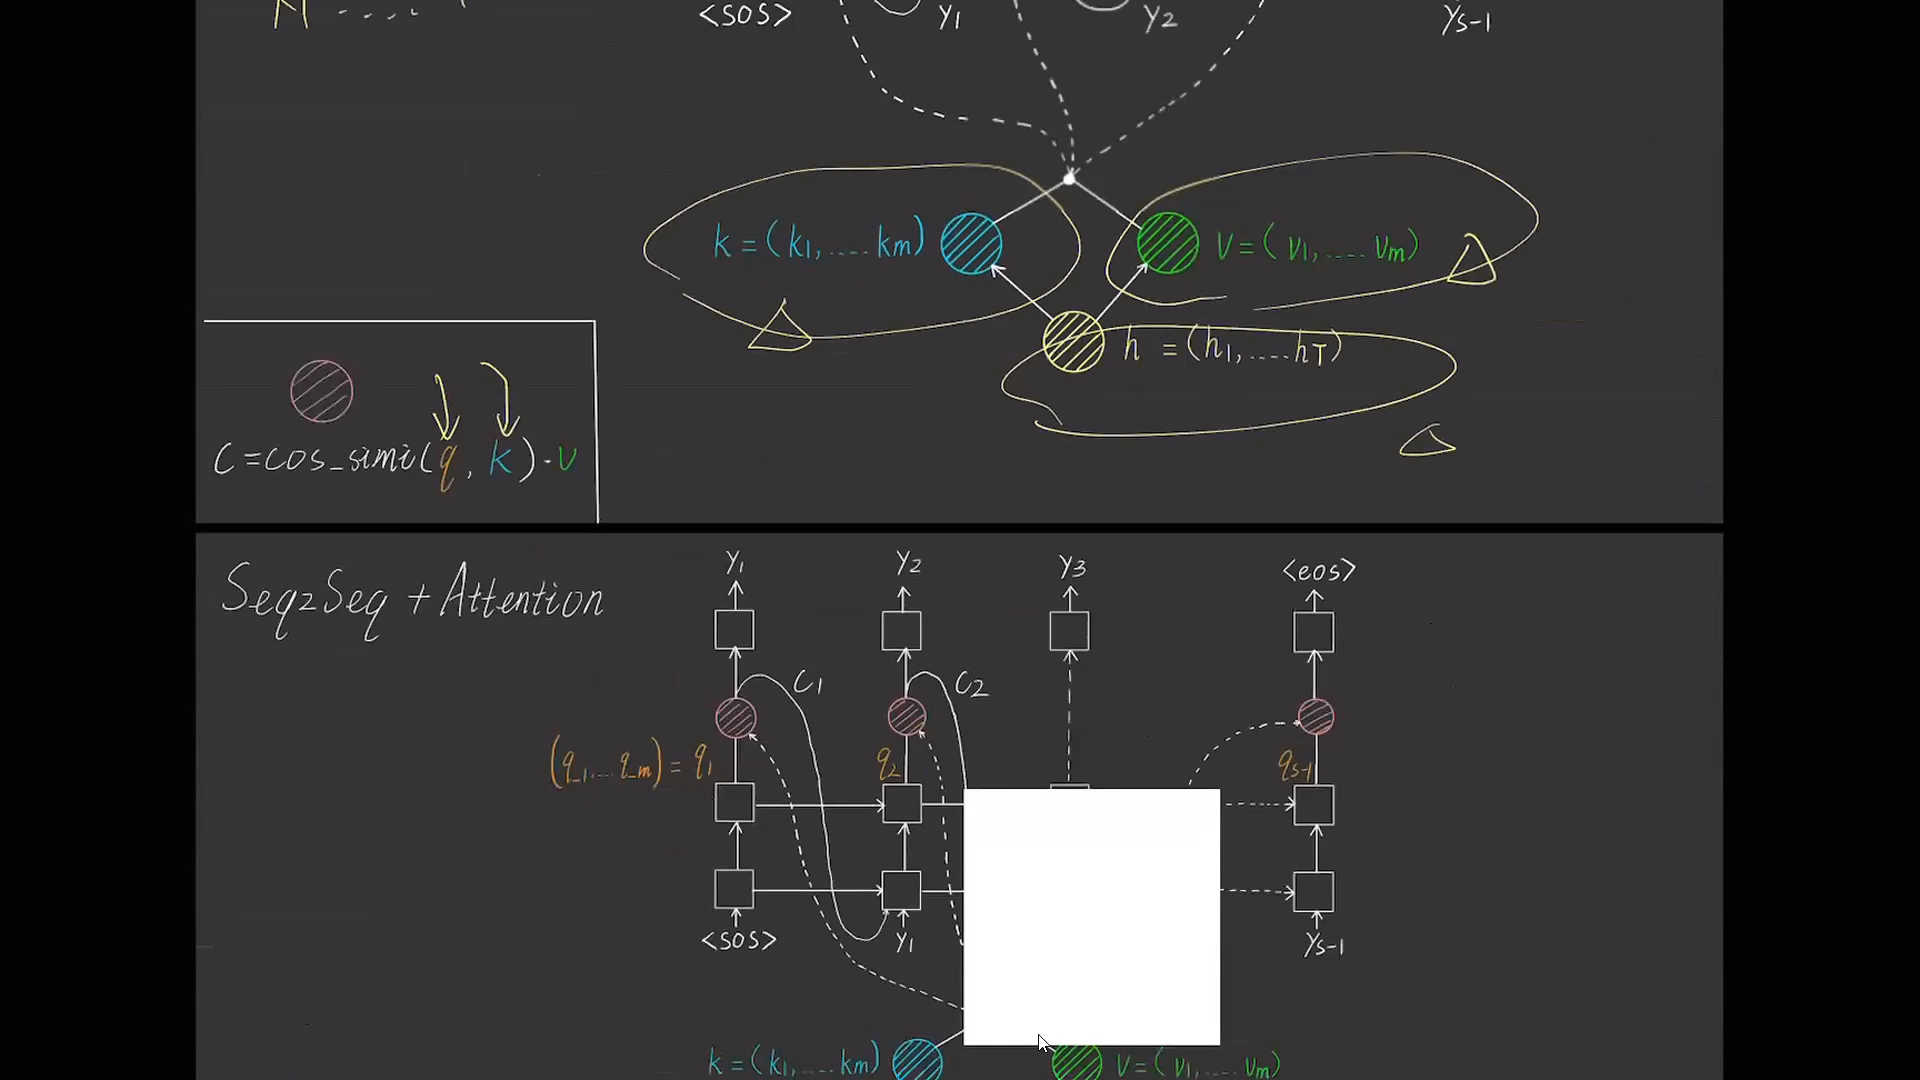 <sos> y1 y2 ys-1
k=(k1,....km) v=(v1,....vm)
h =(h1,....hT)
c=cos_simi(q, k)·v
Seq2Seq + Attention
y1 y2 y3 <eos>
c1 c2
(q_1,... q_m) = q1 q2 qs-1
<sos> y1 ys-1
k=(k1,....km) v=(v1,....vm)